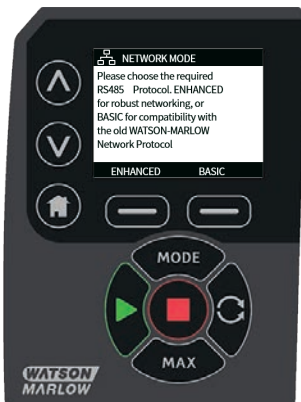 NETWORK MODE
Please choose the required
RS485 Protocol. ENHANCED
for robust networking, or
BASIC for compatibility with
the old WATSON-MARLOW
Network Protocol
ENHANCED BASIC
MODE
MAX
WATSON
MARLOW